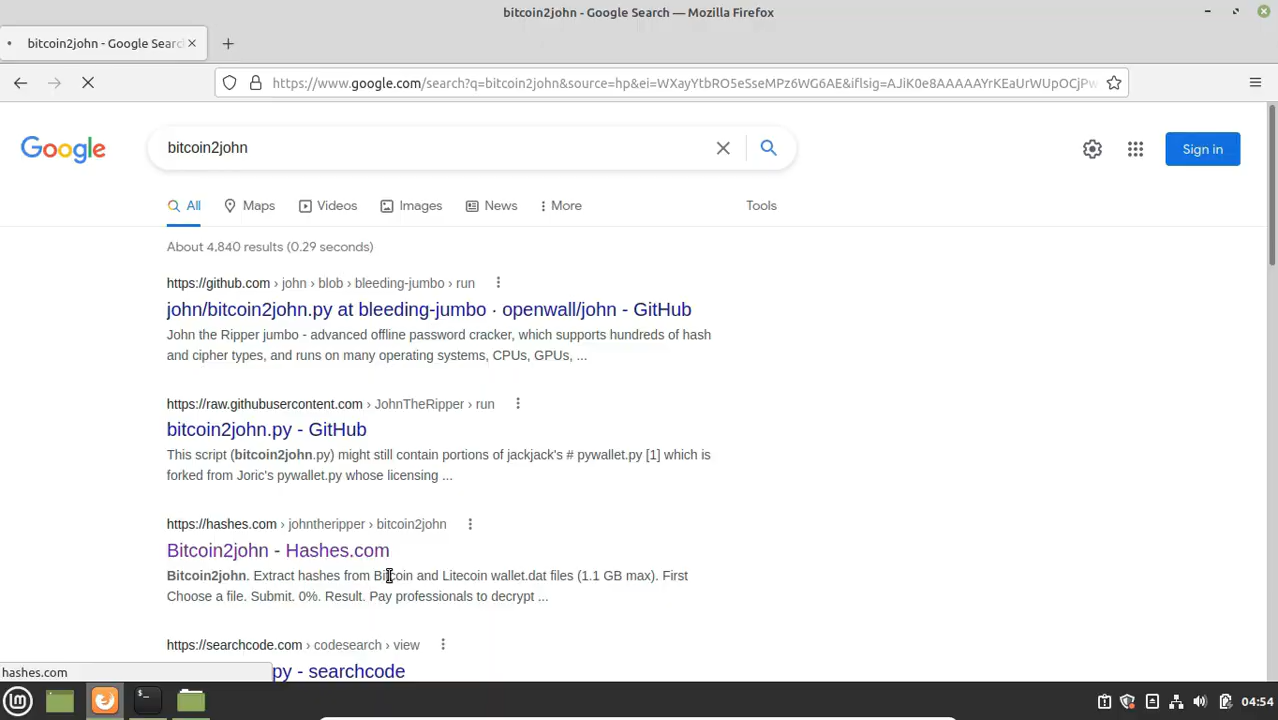 bitcoin2john - Google Search — Mozilla Firefox
bitcoin2john - Google Searc
https://www.google.com/search?q=bitcoin2john&source=hp&ei=WXayYtbRO5eSseMPz6WG6AE&iflsig=AJiK0e8AAAAAYrKEaUrWUpOCjPw
Google
bitcoin2john
Sign in
All Maps Videos Images News More Tools
About 4,840 results (0.29 seconds)
https://github.com › john › blob › bleeding-jumbo › run
john/bitcoin2john.py at bleeding-jumbo · openwall/john - GitHub
John the Ripper jumbo - advanced offline password cracker, which supports hundreds of hash
and cipher types, and runs on many operating systems, CPUs, GPUs, ...
https://raw.githubusercontent.com › JohnTheRipper › run
bitcoin2john.py - GitHub
This script (bitcoin2john.py) might still contain portions of jackjack's # pywallet.py [1] which is
forked from Joric's pywallet.py whose licensing ...
https://hashes.com › johntheripper › bitcoin2john
Bitcoin2john - Hashes.com
Bitcoin2john. Extract hashes from Bitcoin and Litecoin wallet.dat files (1.1 GB max). First
Choose a file. Submit. 0%. Result. Pay professionals to decrypt ...
https://searchcode.com › codesearch › view
py - searchcode
hashes.com
04:54